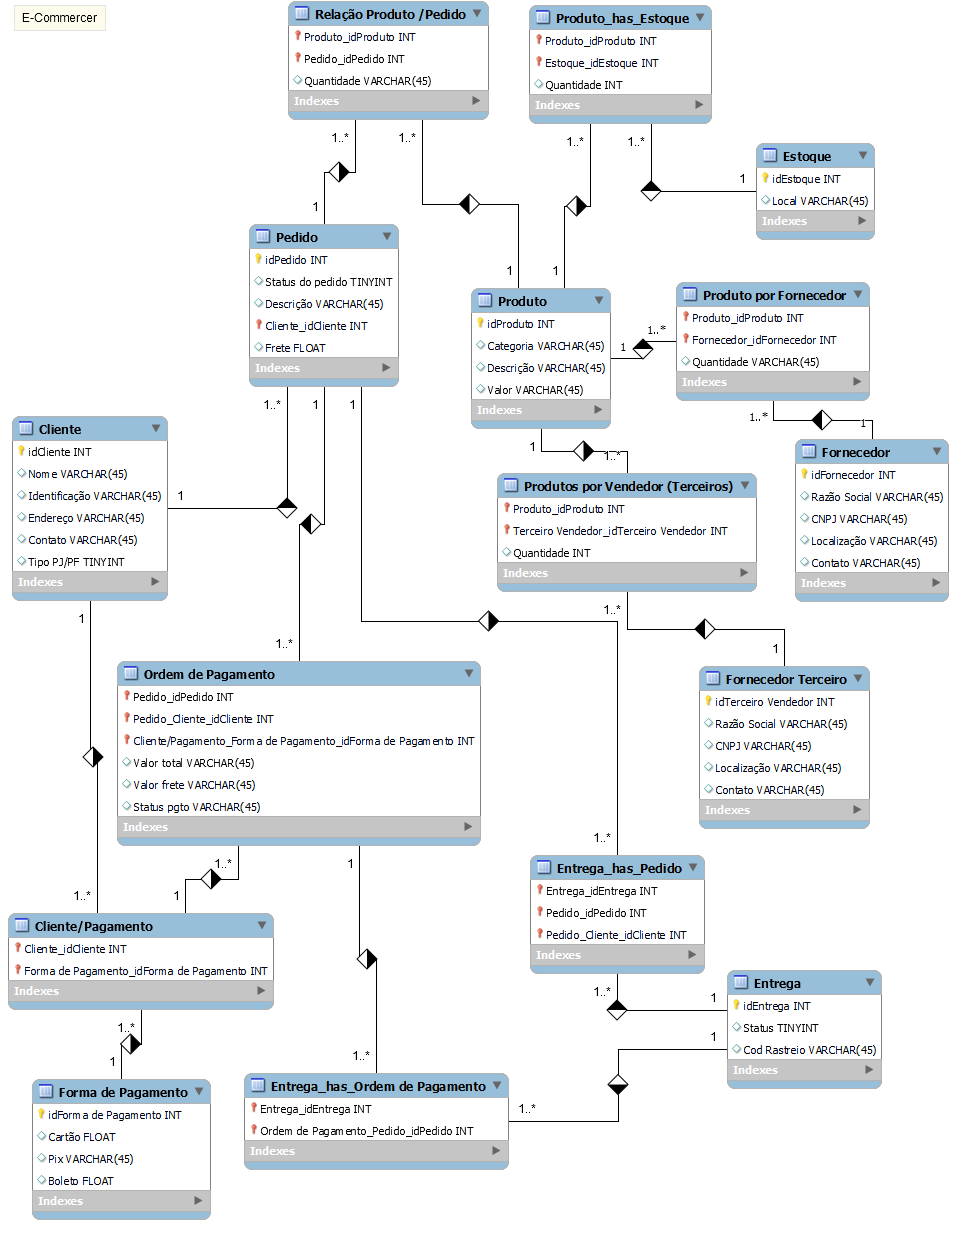 E-Commercer
Relação Produto /Pedido
Produto_idProduto INT
Pedido_idPedido INT
Quantidade VARCHAR(45)
Indexes
Produto_has_Estoque
Produto_idProduto INT
Estoque_idEstoque INT
Quantidade INT
Indexes
1..*
1..*
1..*
1..*
Estoque
idEstoque INT
Local VARCHAR(45)
Indexes
1
1
Pedido
idPedido INT
Status do pedido TINYINT
Descrição VARCHAR(45)
Cliente_idCliente INT
Frete FLOAT
Indexes
1
1
Produto
idProduto INT
Categoria VARCHAR(45)
Descrição VARCHAR(45)
Valor VARCHAR(45)
Indexes
1
1..*
Produto por Fornecedor
Produto_idProduto INT
Fornecedor_idFornecedor INT
Quantidade VARCHAR(45)
Indexes
1..*
1
1
1..*
1
Cliente
idCliente INT
Nome VARCHAR(45)
Identificação VARCHAR(45)
Endereço VARCHAR(45)
Contato VARCHAR(45)
Tipo PJ/PF TINYINT
Indexes
1
1
1..*
Fornecedor
idFornecedor INT
Razão Social VARCHAR(45)
CNPJ VARCHAR(45)
Localização VARCHAR(45)
Contato VARCHAR(45)
Indexes
Produtos por Vendedor (Terceiros)
Produto_idProduto INT
Terceiro Vendedor_idTerceiro Vendedor INT
Quantidade INT
Indexes
1
1..*
1..*
1
Ordem de Pagamento
Pedido_idPedido INT
Pedido_Cliente_idCliente INT
Cliente/Pagamento_Forma de Pagamento_idForma de Pagamento INT
Valor total VARCHAR(45)
Valor frete VARCHAR(45)
Status pgto VARCHAR(45)
Indexes
Fornecedor Terceiro
idTerceiro Vendedor INT
Razão Social VARCHAR(45)
CNPJ VARCHAR(45)
Localização VARCHAR(45)
Contato VARCHAR(45)
Indexes
1..*
1..*
1
1..*
1
Entrega_has_Pedido
Entrega_idEntrega INT
Pedido_idPedido INT
Pedido_Cliente_idCliente INT
Indexes
Cliente/Pagamento
Cliente_idCliente INT
Forma de Pagamento_idForma de Pagamento INT
Indexes
1..*
1
Entrega
idEntrega INT
Status TINYINT
Cod Rastreio VARCHAR(45)
Indexes
1..*
1
1
1..*
1..*
Forma de Pagamento
idForma de Pagamento INT
Cartão FLOAT
Pix VARCHAR(45)
Boleto FLOAT
Indexes
Entrega_has_Ordem de Pagamento
Entrega_idEntrega INT
Ordem de Pagamento_Pedido_idPedido INT
Indexes